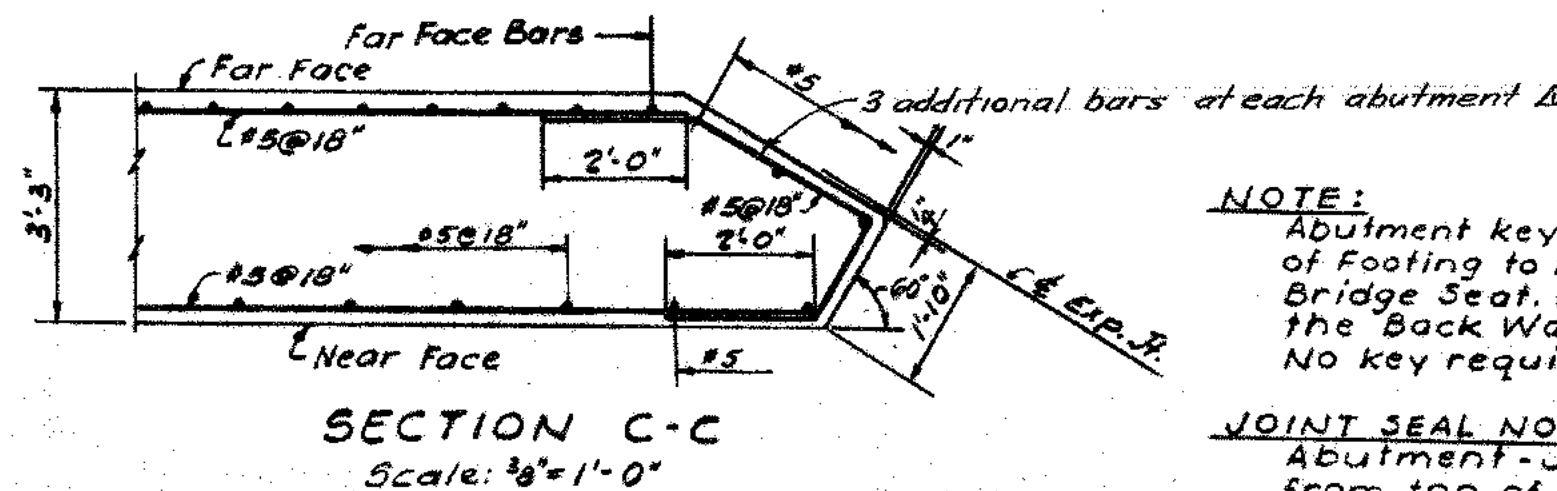 Far Face Bars
Far Face
#5
3 additional bars at each abutment
#5@18"
2'-0"
1"
3'-3"
#5@18"
#5@18"
2'-0"
#5@18"
60°
1'-10"
℄ Exp. Jt.
Near Face
#5
SECTION C-C
Scale: 3/8"=1'-0"
NOTE:
Abutment key
of Footing to
Bridge Seat.
the Back Wa
No key requi
JOINT SEAL NO
Abutment-
from top of